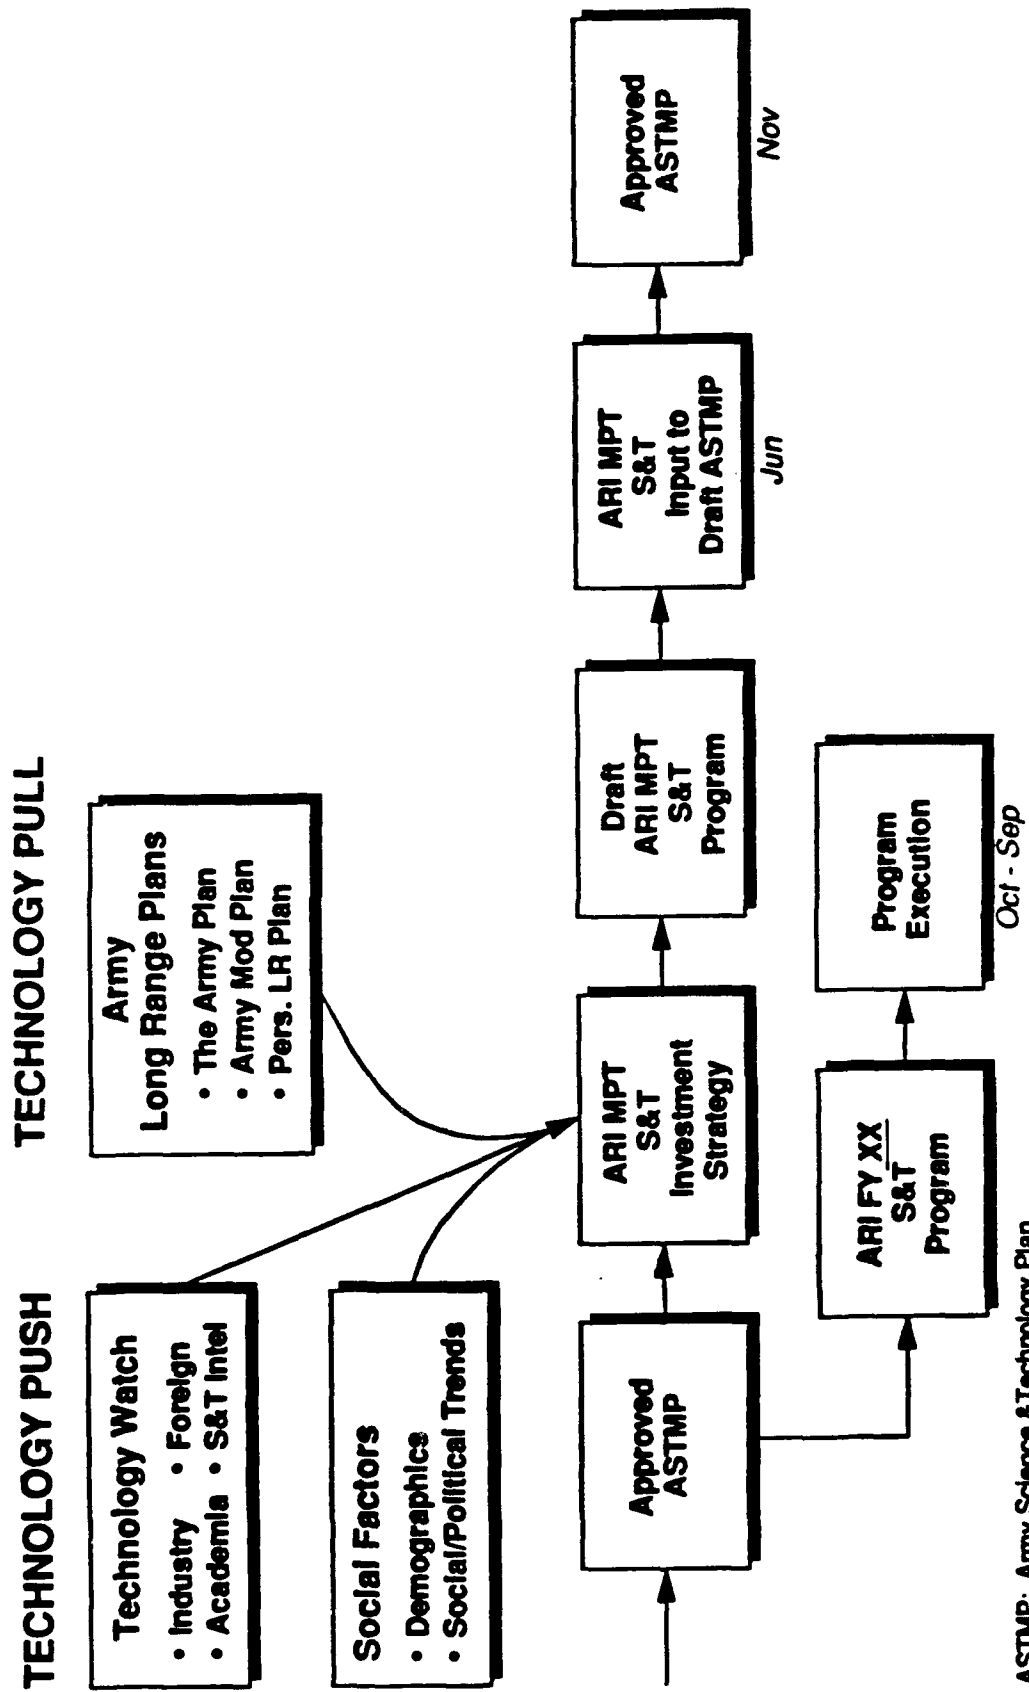 TECHNOLOGY PUSH
TECHNOLOGY PULL
Technology Watch
• Industry • Foreign
• Academia • S&T Intel
Army
Long Range Plans
• The Army Plan
• Army Mod Plan
• Pers. LR Plan
Social Factors
• Demographics
• Social/Political Trends
Approved
ASTMP
ARI MPT
S&T
Investment
Strategy
Draft
ARI MPT
S&T
Program
ARI MPT
S&T
Input to
Draft ASTMP
Jun
Approved
ASTMP
Nov
ARI FY XX
S&T
Program
Program
Execution
Oct - Sep
ASTMP: Army Science & Technology Plan